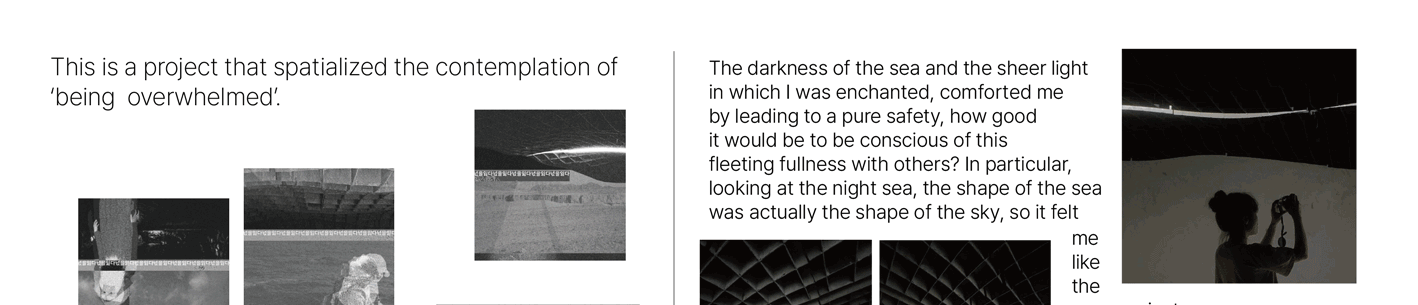 This is a project that spatialized the contemplation of
‘being overwhelmed’.
The darkness of the sea and the sheer light
in which I was enchanted, comforted me
by leading to a pure safety, how good
it would be to be conscious of this
fleeting fullness with others? In particular,
looking at the night sea, the shape of the sea
was actually the shape of the sky, so it felt
me
like
the